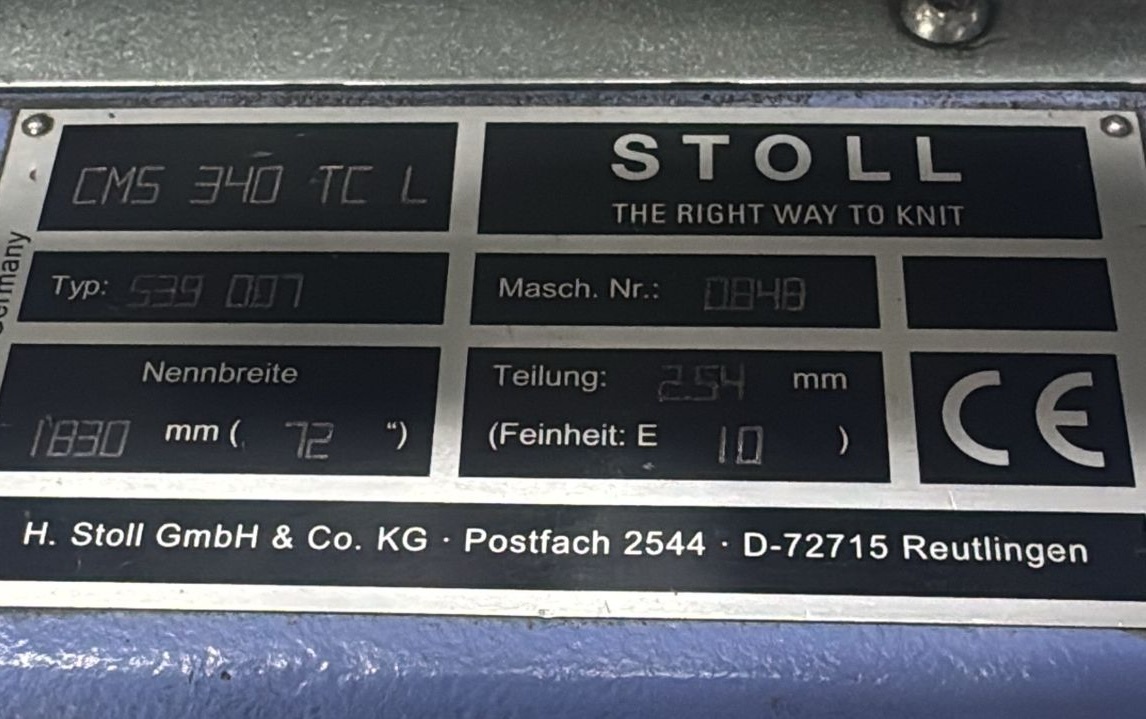 CMS 340 TC L
STOLL
THE RIGHT WAY TO KNIT
Typ: 539 007
Masch. Nr.: 0848
Nennbreite
1830 mm ( 72 “)
Teilung: 2.54 mm
(Feinheit: E 10 )
CE
H. Stoll GmbH & Co. KG · Postfach 2544 · D-72715 Reutlingen